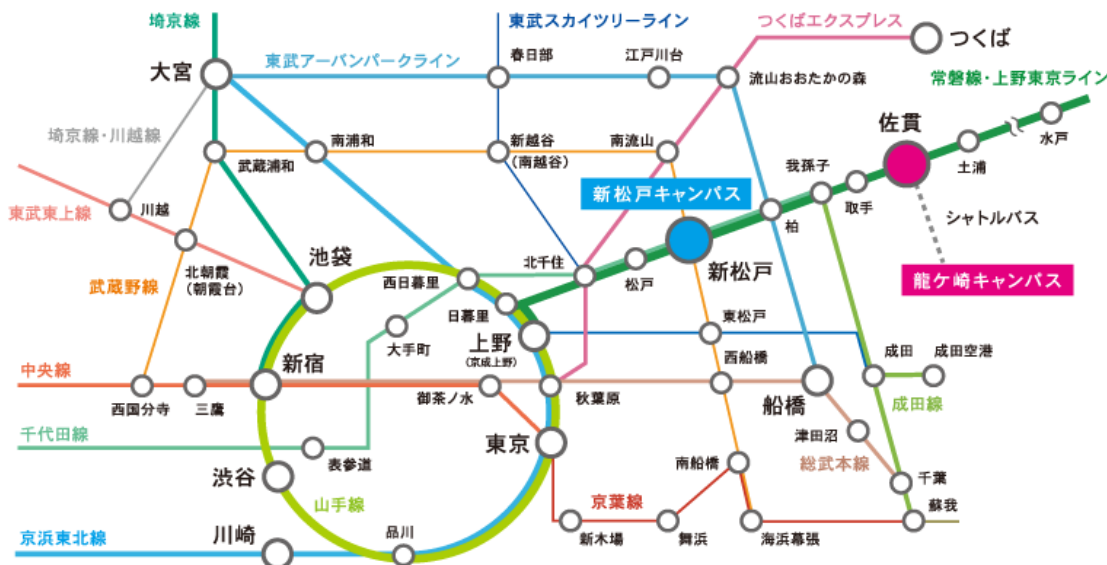 埼京線
東武スカイツリーライン
つくばエクスプレス
つくば
東武アーバンパークライン
春日部
江戸川台
流山おおたかの森
常磐線・上野東京ライン
大宮
佐貫
水戸
土浦
埼京線・川越線
武蔵浦和
南浦和
新越谷
(南越谷)
南流山
我孫子
取手
新松戸キャンパス
シャトルバス
東武東上線
川越
柏
北朝霞
(朝霞台)
池袋
西日暮里
北千住
松戸
新松戸
龍ケ崎キャンパス
武蔵野線
日暮里
大手町
上野
(京成上野)
東松戸
成田
成田空港
新宿
西船橋
中央線
西国分寺
三鷹
御茶ノ水
秋葉原
船橋
成田線
千代田線
表参道
東京
津田沼
総武本線
渋谷
山手線
南船橋
千葉
京葉線
蘇我
京浜東北線
川崎
品川
新木場
舞浜
海浜幕張